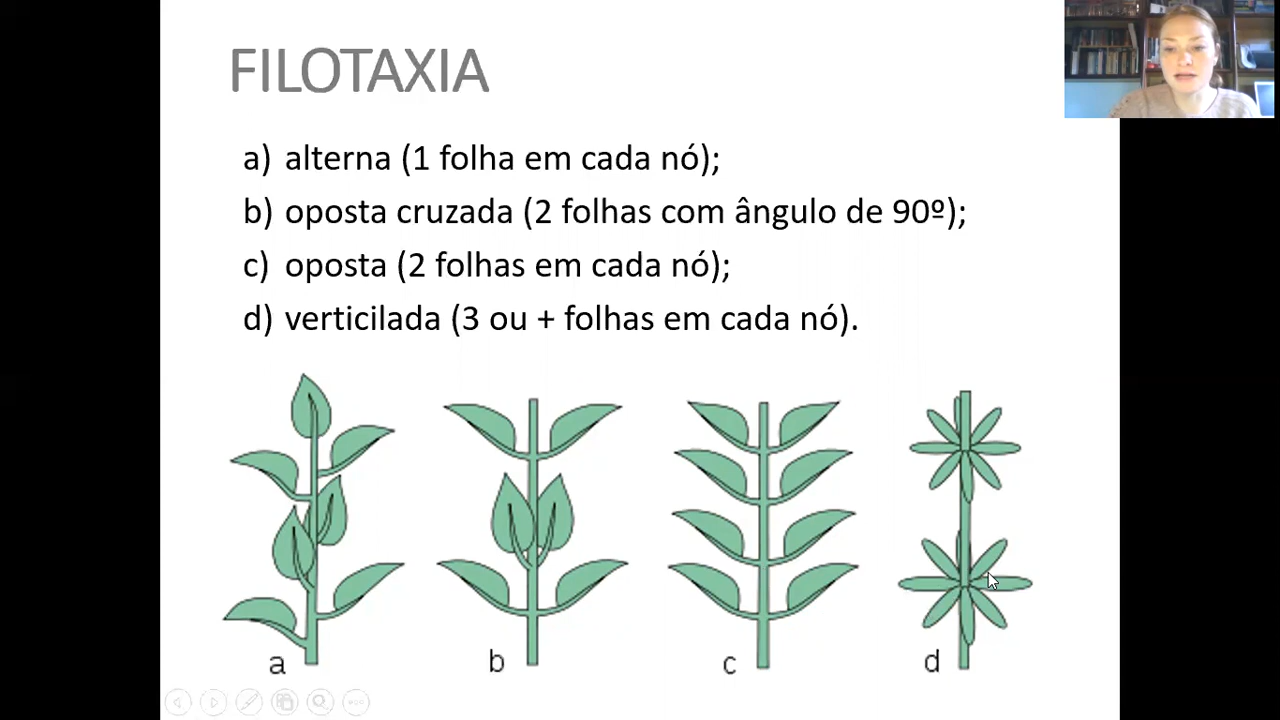 FILOTAXIA
a) alterna (1 folha em cada nó);
b) oposta cruzada (2 folhas com ângulo de 90º);
c) oposta (2 folhas em cada nó);
d) verticilada (3 ou + folhas em cada nó).
a b c d